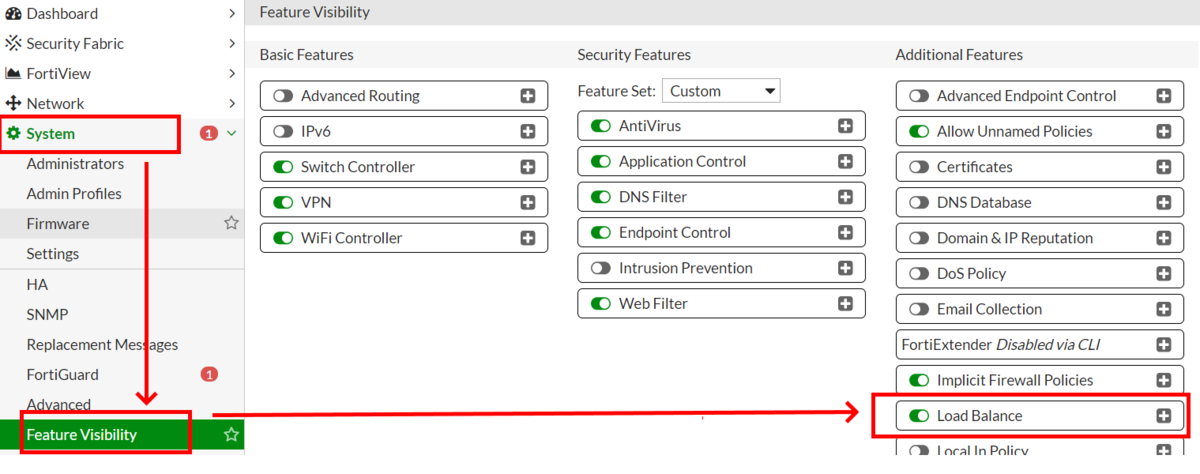 Dashboard
Security Fabric
FortiView
Network
System
1
Administrators
Admin Profiles
Firmware
Settings
HA
SNMP
Replacement Messages
FortiGuard
1
Advanced
Feature Visibility
Feature Visibility
Basic Features
Advanced Routing
IPv6
Switch Controller
VPN
WiFi Controller
Security Features
Feature Set: Custom
AntiVirus
Application Control
DNS Filter
Endpoint Control
Intrusion Prevention
Web Filter
Additional Features
Advanced Endpoint Control
Allow Unnamed Policies
Certificates
DNS Database
Domain & IP Reputation
DoS Policy
Email Collection
FortiExtender Disabled via CLI
Implicit Firewall Policies
Load Balance
Local In Policy